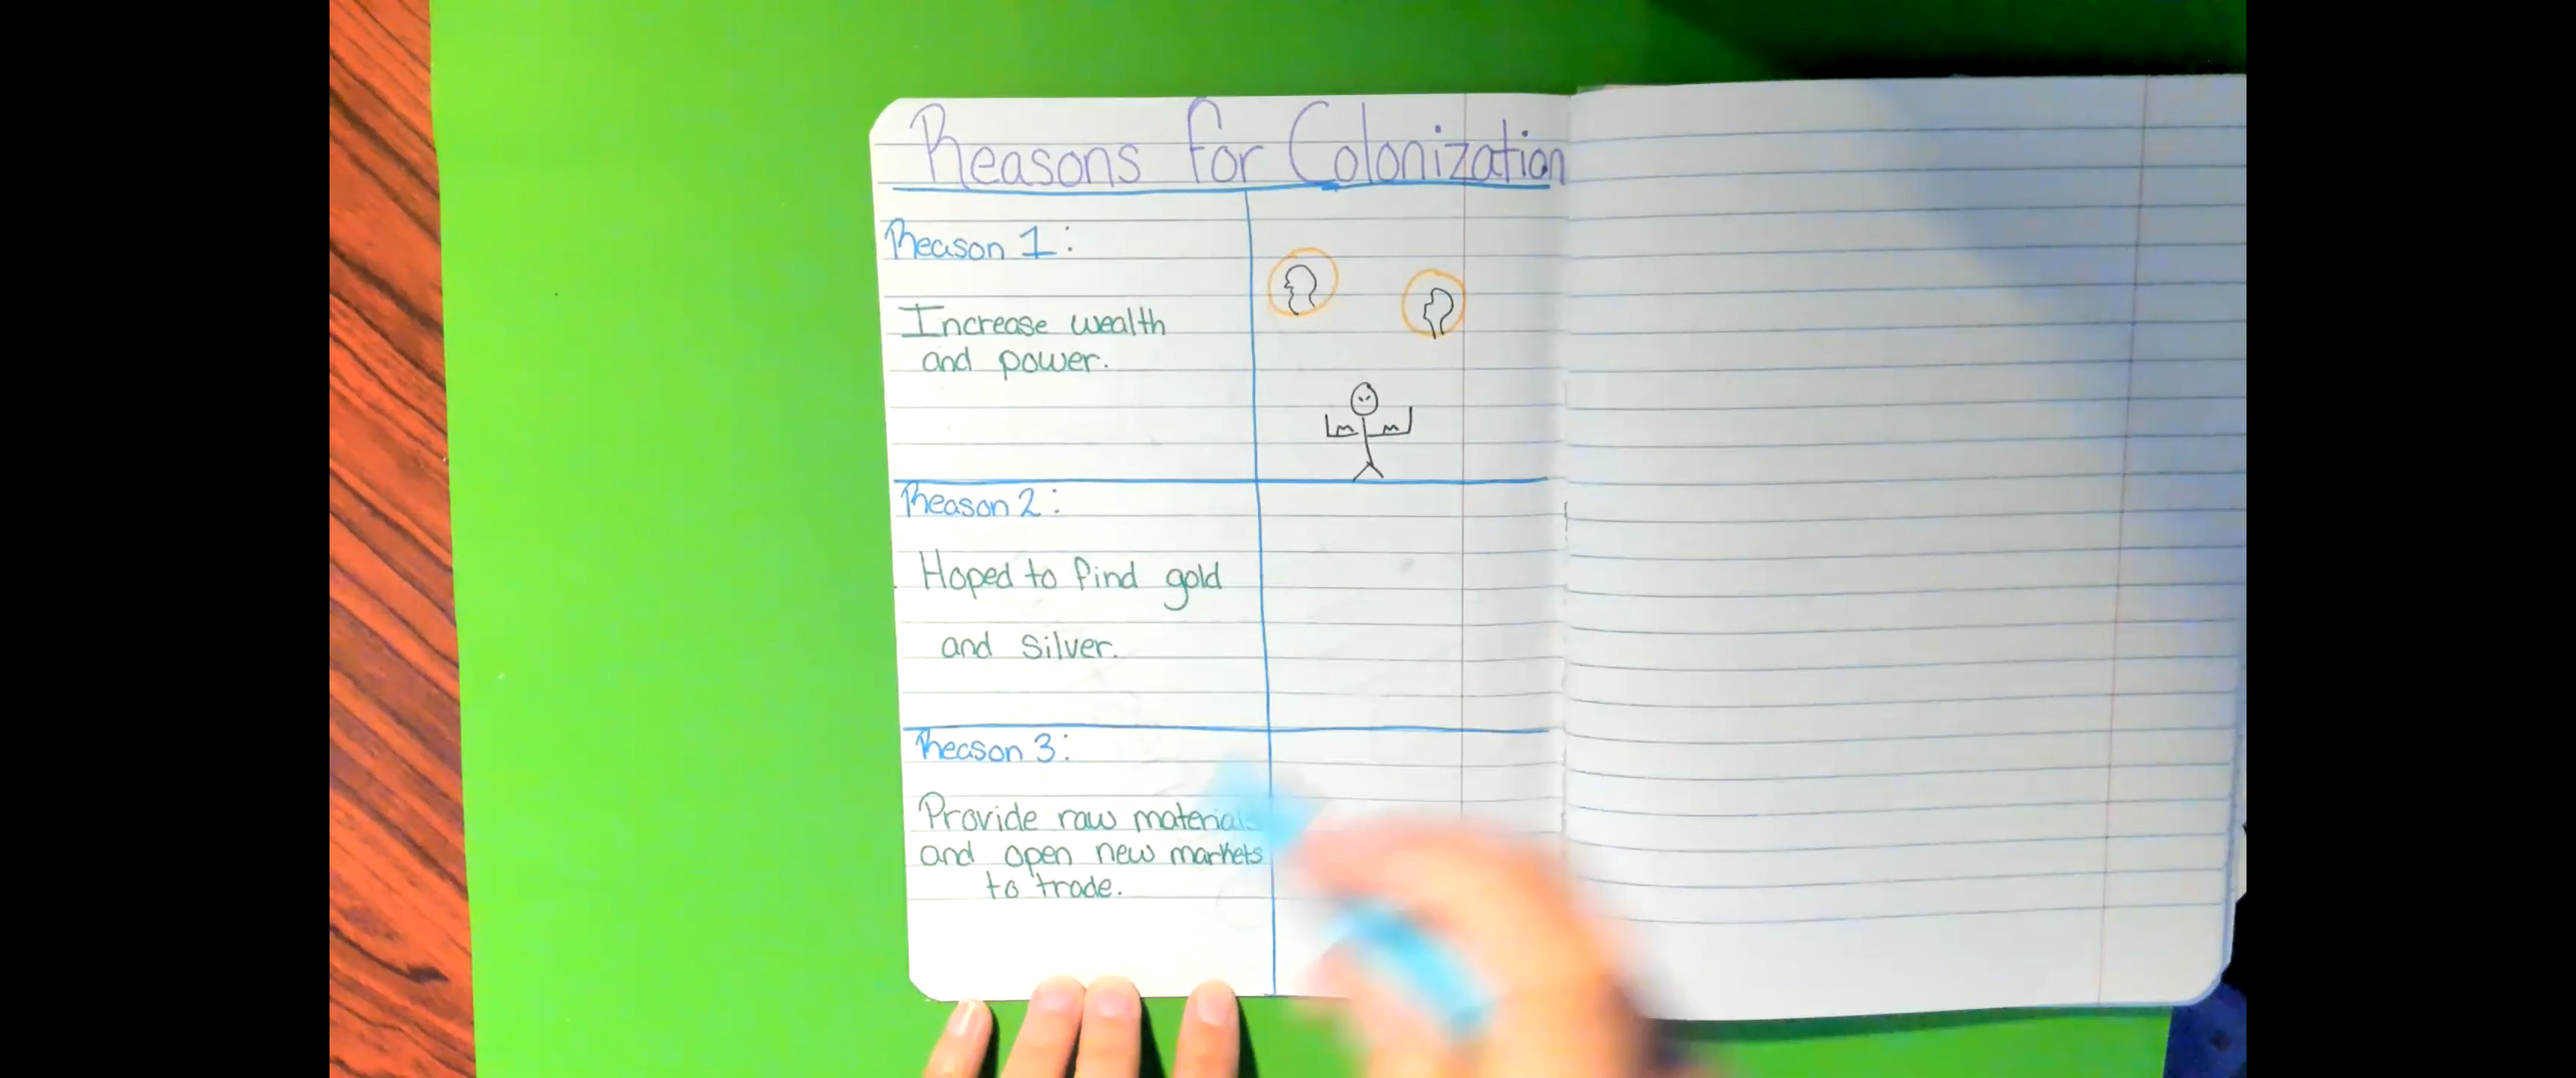 Reasons for Colonization
Reason 1:
Increase wealth
and power.
Reason 2:
Hoped to find gold
and silver.
Reason 3:
Provide raw materials
and open new markets
to trade.